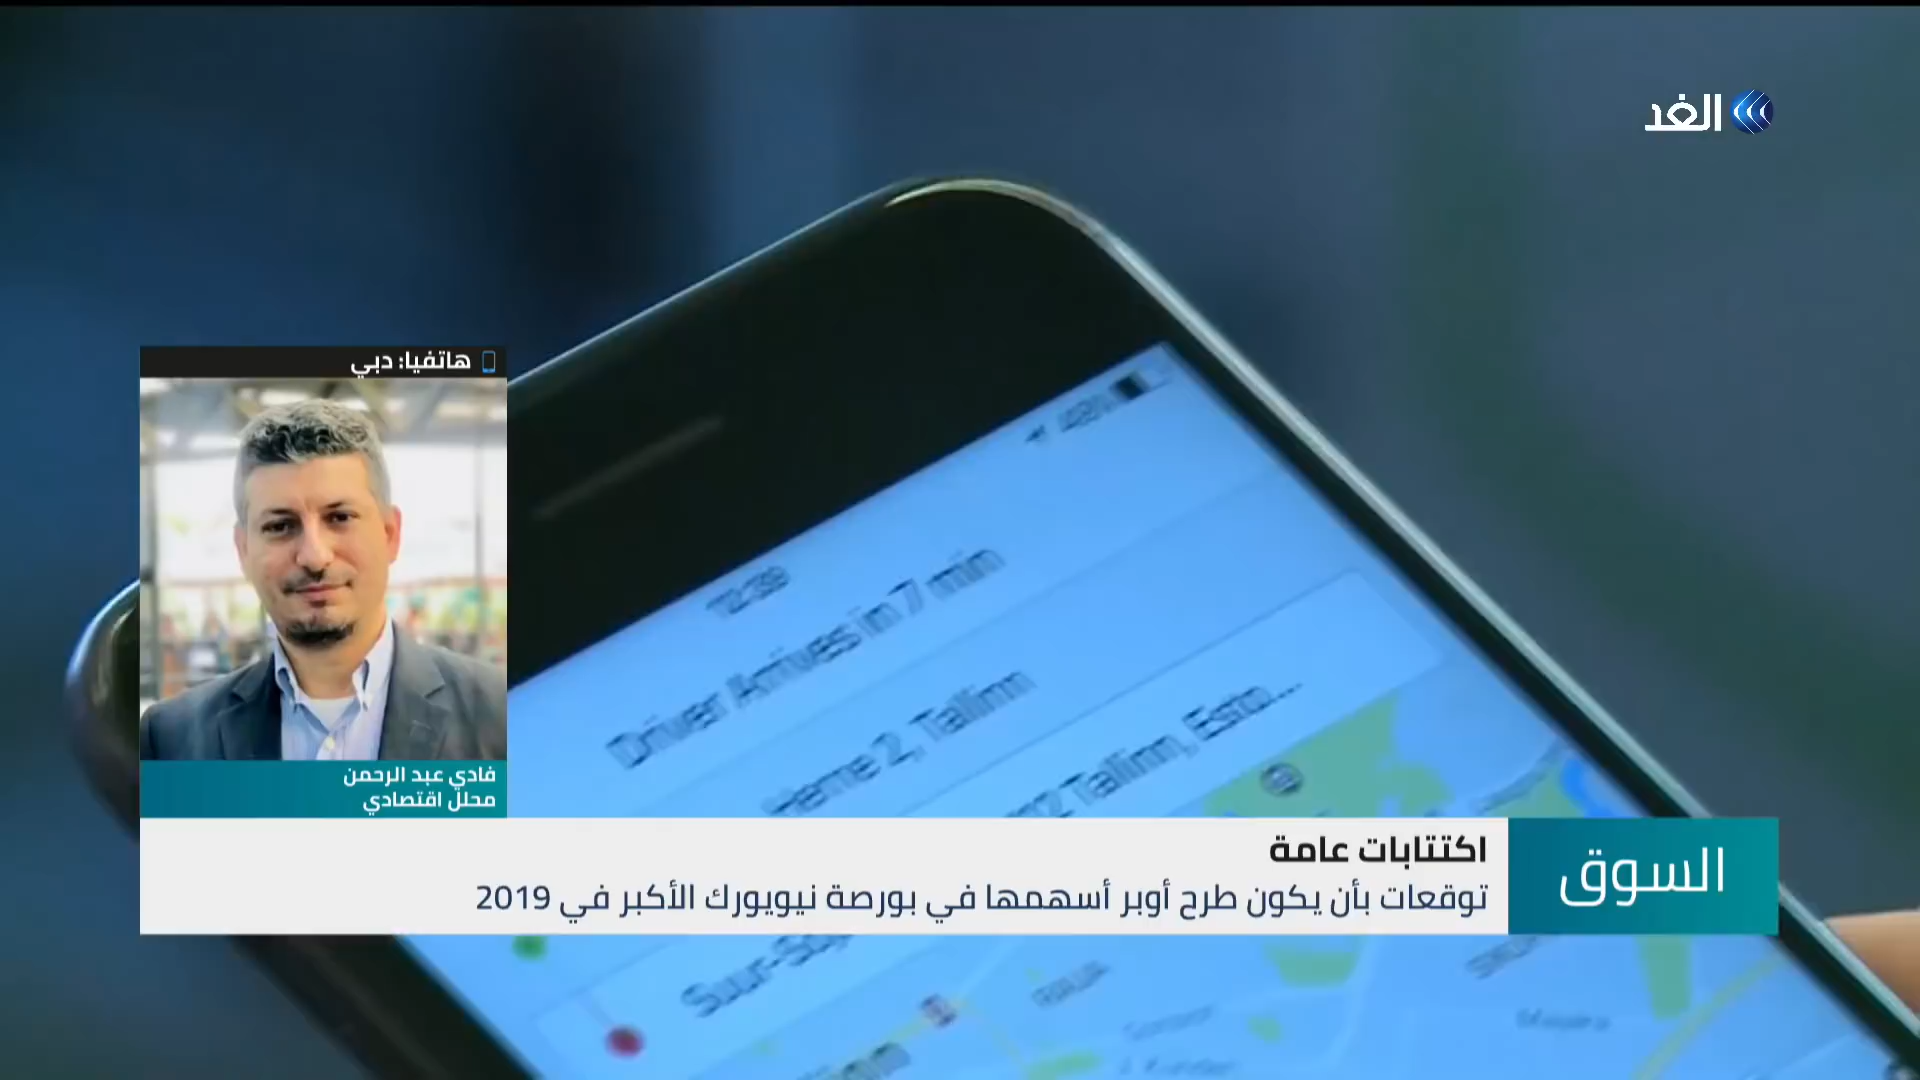 الغد
هاتفيا: دبي
12:39
Driver Arrives in 7 min
2, Tallinn
Tallinn, Esto...
فادي عبد الرحمن
محلل اقتصادي
السوق
اكتتابات عامة
توقعات بأن يكون طرح أوبر أسهمها في بورصة نيويورك الأكبر في 2019